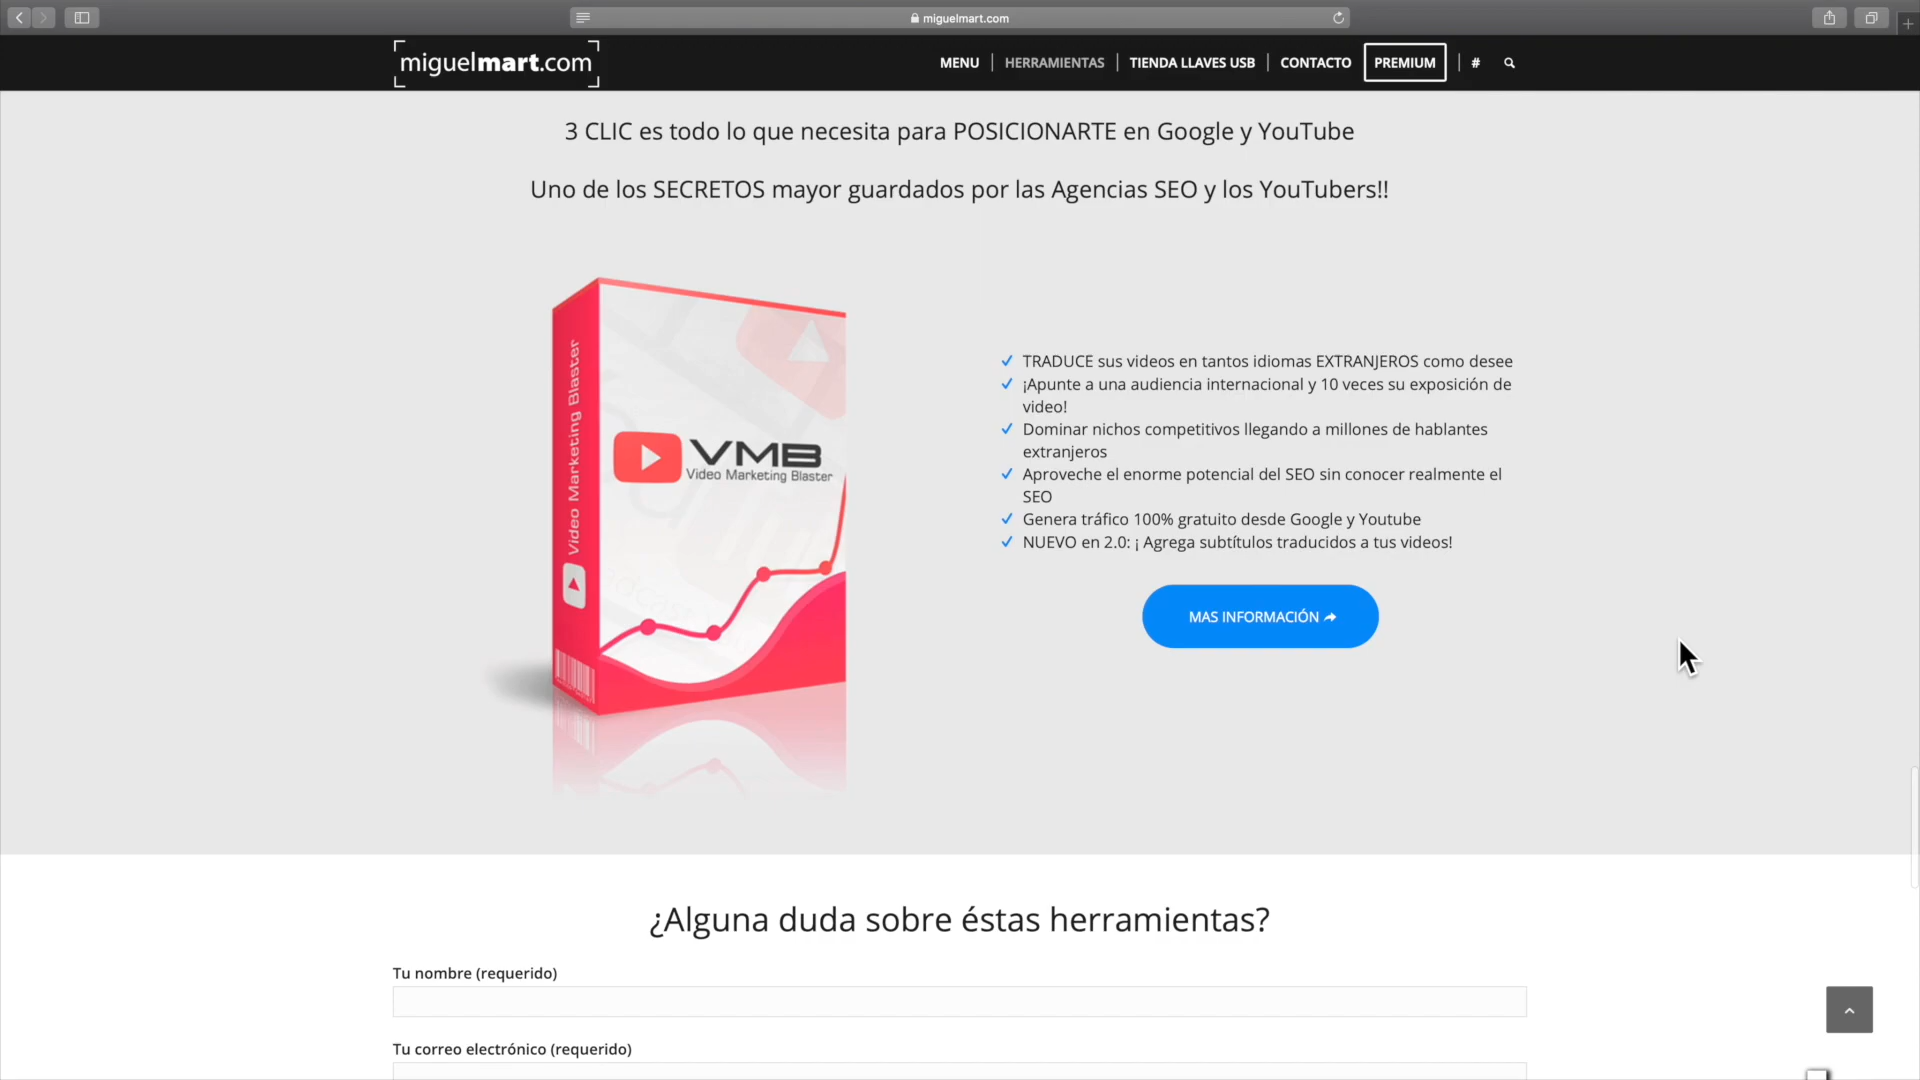 miguelmart.com
miguelmart.com
MENU
HERRAMIENTAS
TIENDA LLAVES USB
CONTACTO
PREMIUM
#
3 CLIC es todo lo que necesita para POSICIONARTE en Google y YouTube
Uno de los SECRETOS mayor guardados por las Agencias SEO y los YouTubers!!
Video Marketing Blaster
VMB
Video Marketing Blaster
TRADUCE sus videos en tantos idiomas EXTRANJEROS como desee
¡Apunte a una audiencia internacional y 10 veces su exposición de
video!
Dominar nichos competitivos llegando a millones de hablantes
extranjeros
Aproveche el enorme potencial del SEO sin conocer realmente el
SEO
Genera tráfico 100% gratuito desde Google y Youtube
NUEVO en 2.0: ¡ Agrega subtítulos traducidos a tus videos!
MAS INFORMACIÓN
¿Alguna duda sobre éstas herramientas?
Tu nombre (requerido)
Tu correo electrónico (requerido)